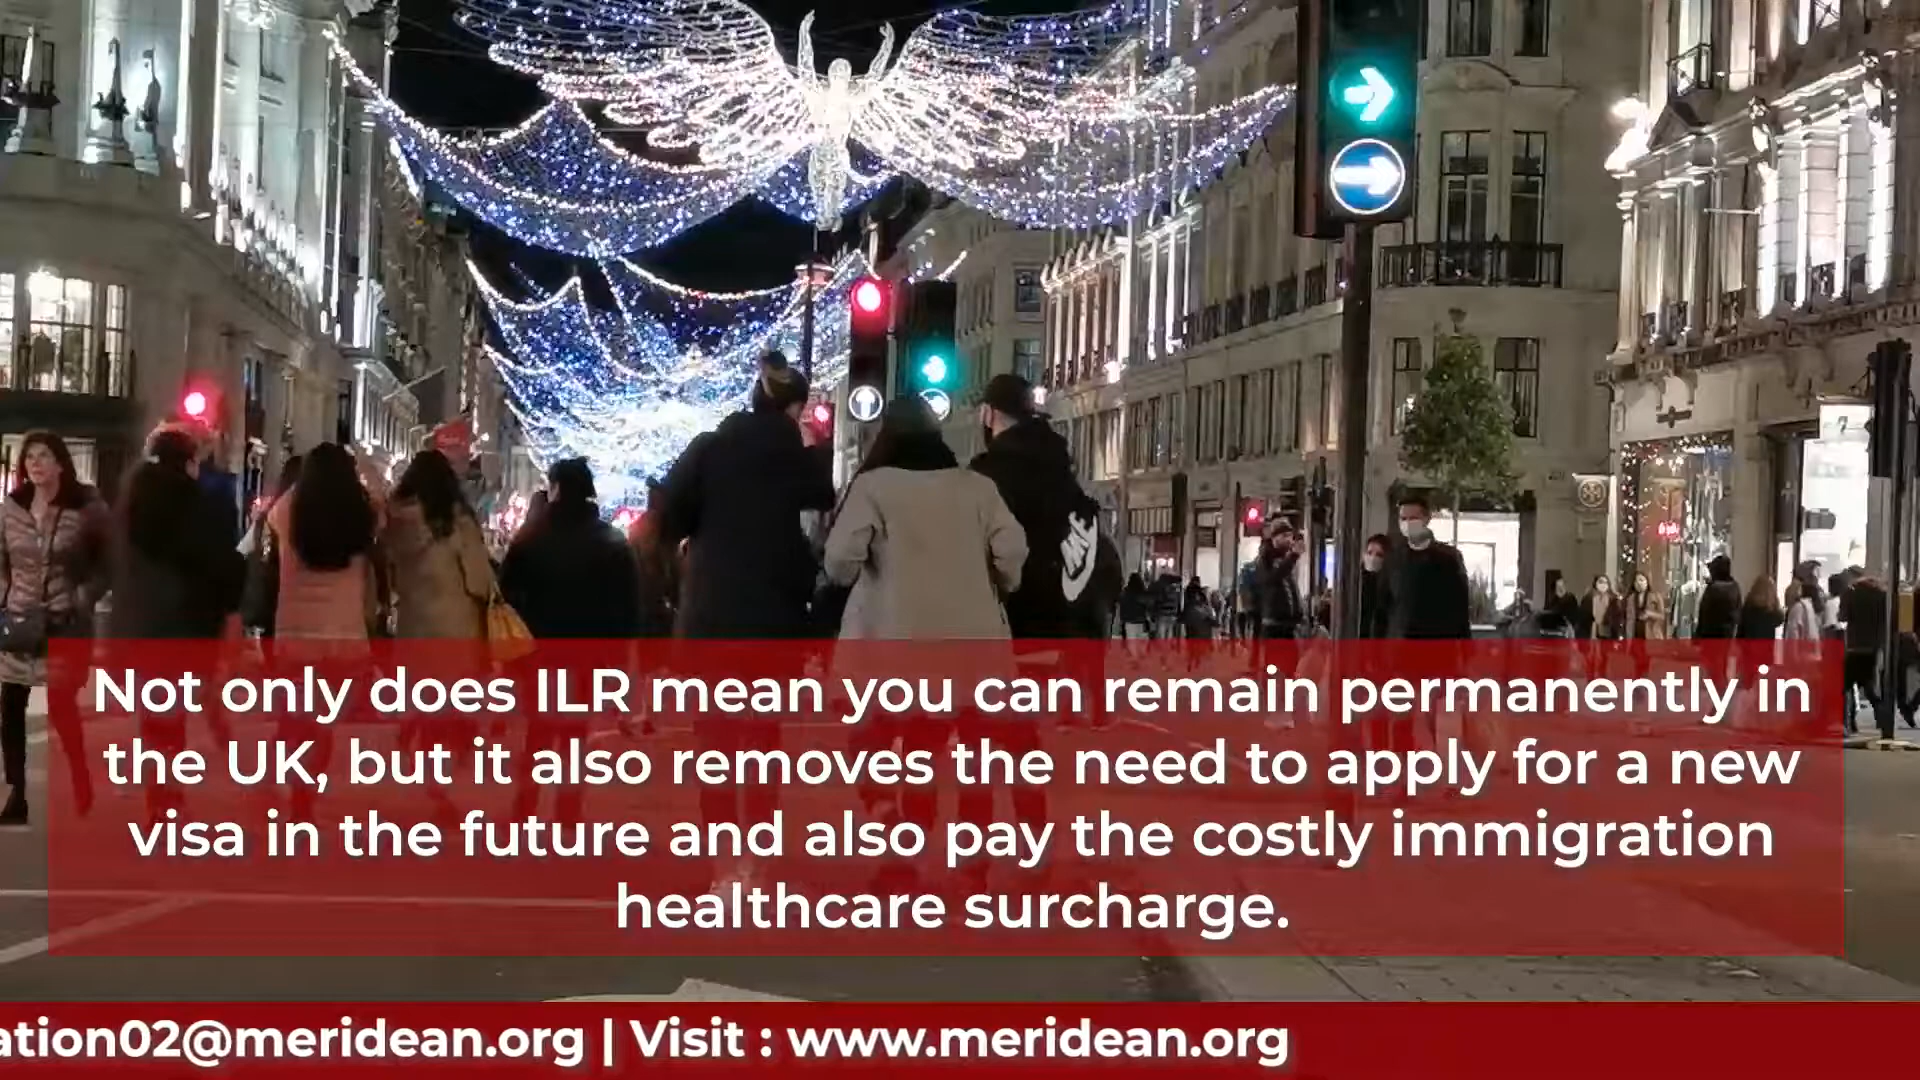 NIKE
Not only does ILR mean you can remain permanently in
the UK, but it also removes the need to apply for a new
visa in the future and also pay the costly immigration
healthcare surcharge.
ation02@meridean.org | Visit : www.meridean.org